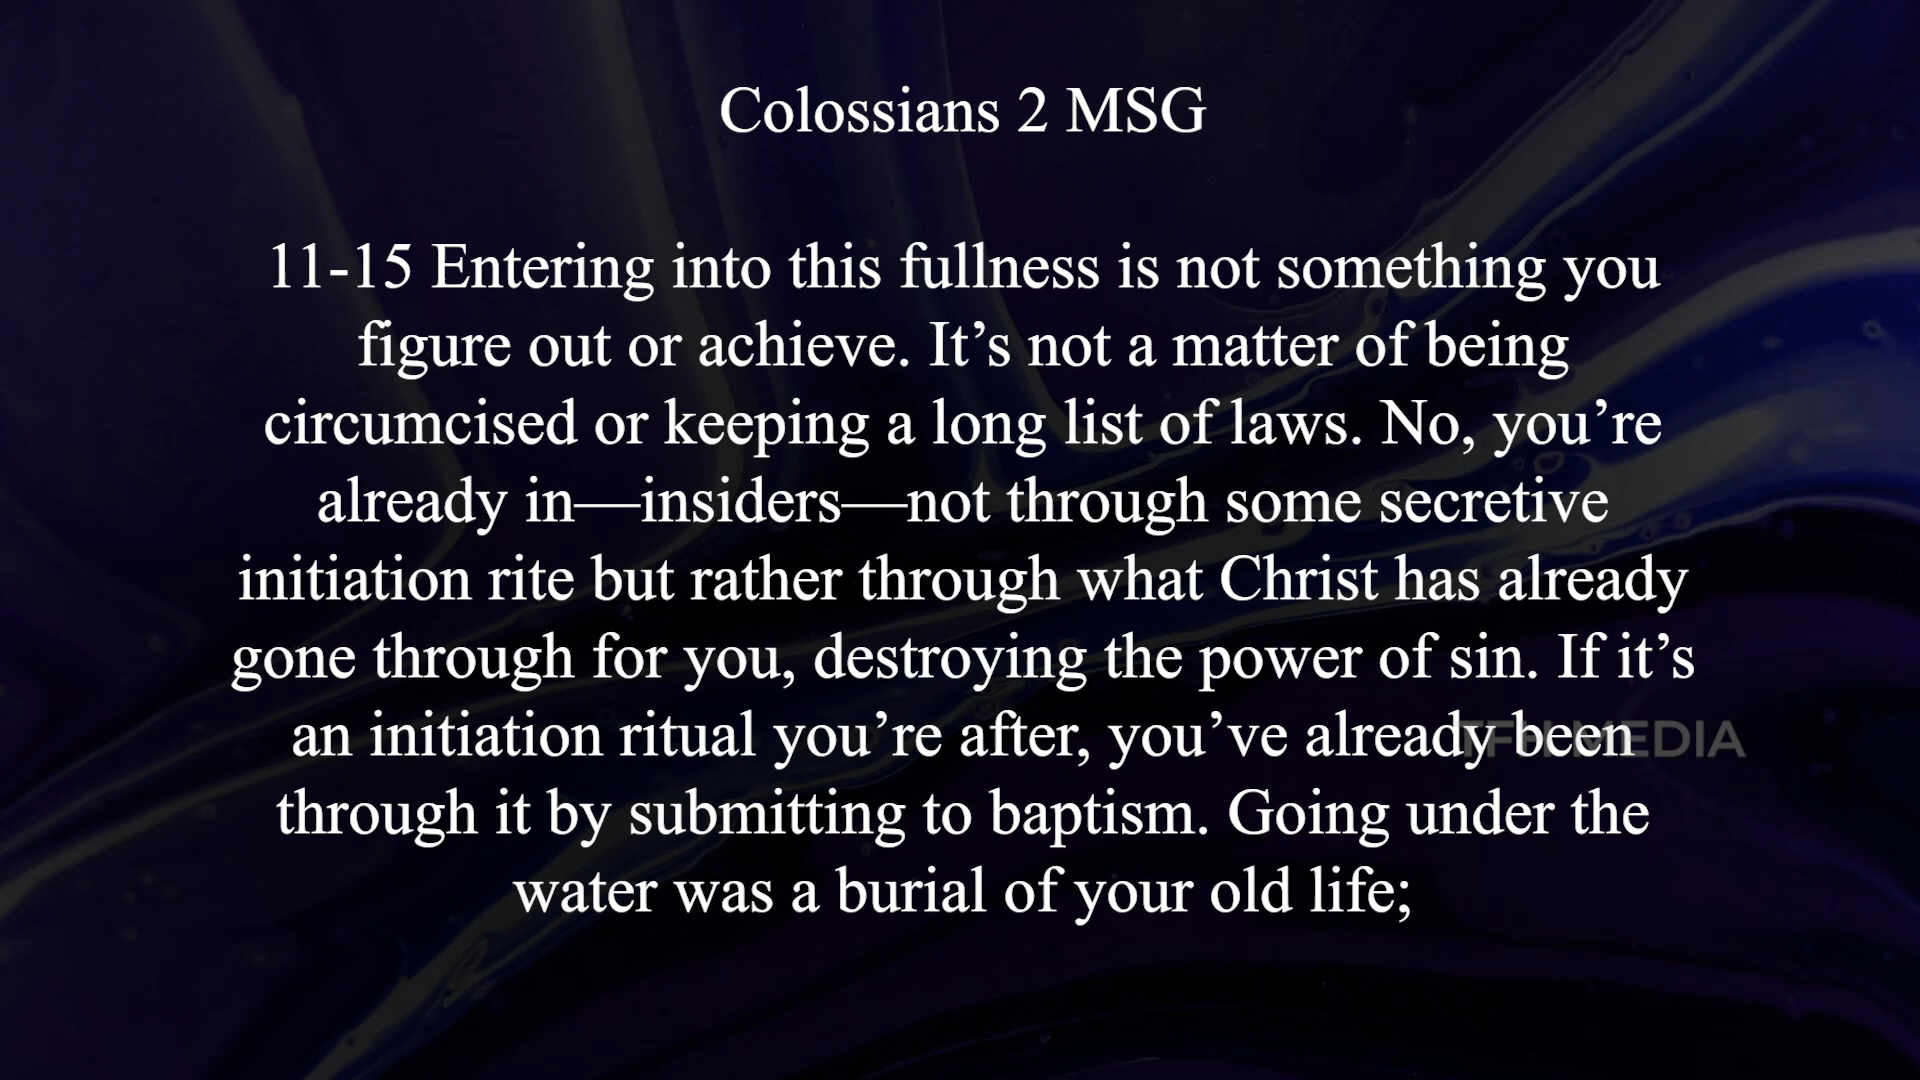 Colossians 2 MSG
11-15 Entering into this fullness is not something you
figure out or achieve. It’s not a matter of being
circumcised or keeping a long list of laws. No, you’re
already in—insiders—not through some secretive
initiation rite but rather through what Christ has already
gone through for you, destroying the power of sin. If it’s
an initiation ritual you’re after, you’ve already been
through it by submitting to baptism. Going under the
water was a burial of your old life;
MEDIA